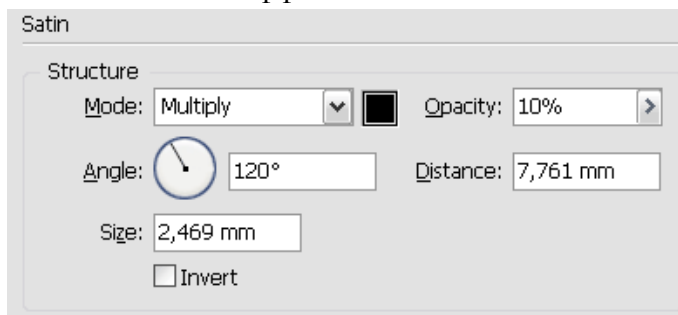 Satin
Structure
Mode: Multiply Opacity: 10%
Angle: 120° Distance: 7,761 mm
Size: 2,469 mm
Invert